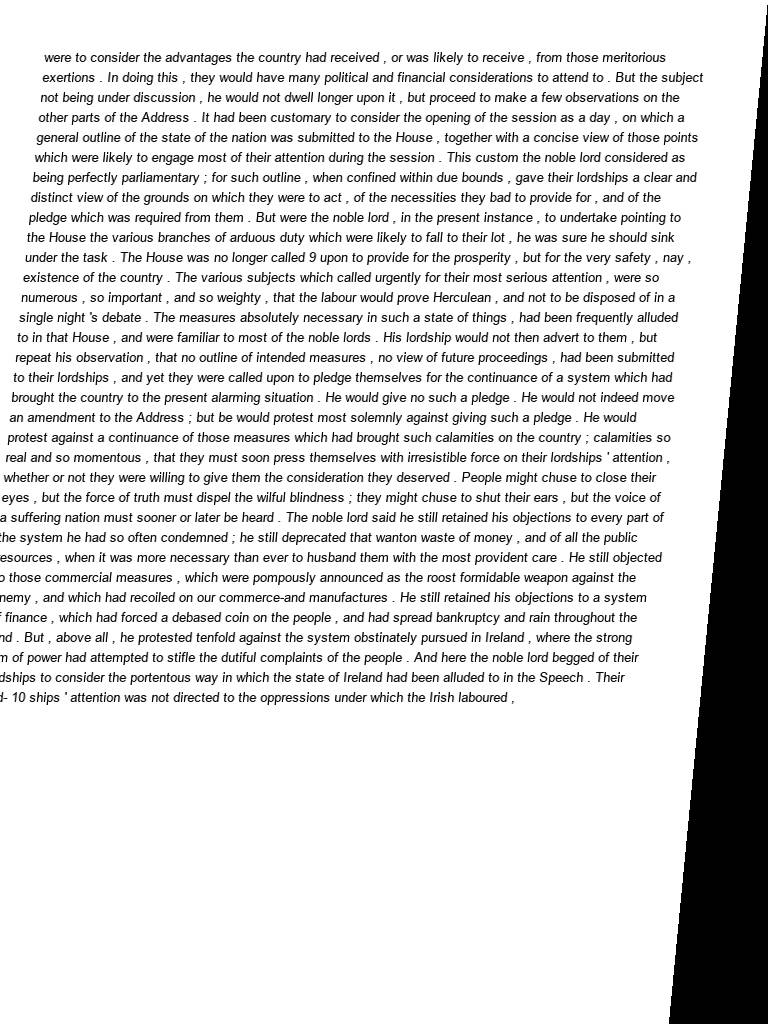 were to consider the advantages the country had received , or was likely to receive , from those meritorious
exertions . In doing this , they would have many political and financial considerations to attend to . But the subject
not being under discussion , he would not dwell longer upon it , but proceed to make a few observations on the
other parts of the Address . It had been customary to consider the opening of the session as a day , on which a
general outline of the state of the nation was submitted to the House , together with a concise view of those points
which were likely to engage most of their attention during the session . This custom the noble lord considered as
being perfectly parliamentary ; for such outline , when confined within due bounds , gave their lordships a clear and
distinct view of the grounds on which they were to act , of the necessities they bad to provide for , and of the
pledge which was required from them . But were the noble lord , in the present instance , to undertake pointing to
the House the various branches of arduous duty which were likely to fall to their lot , he was sure he should sink
under the task . The House was no longer called 9 upon to provide for the prosperity , but for the very safety , nay ,
existence of the country . The various subjects which called urgently for their most serious attention , were so
numerous , so important , and so weighty , that the labour would prove Herculean , and not to be disposed of in a
single night 's debate . The measures absolutely necessary in such a state of things , had been frequently alluded
to in that House , and were familiar to most of the noble lords . His lordship would not then advert to them , but
repeat his observation , that no outline of intended measures , no view of future proceedings , had been submitted
to their lordships , and yet they were called upon to pledge themselves for the continuance of a system which had
brought the country to the present alarming situation . He would give no such a pledge . He would not indeed move
an amendment to the Address ; but be would protest most solemnly against giving such a pledge . He would
protest against a continuance of those measures which had brought such calamities on the country ; calamities so
real and so momentous , that they must soon press themselves with irresistible force on their lordships ' attention ,
whether or not they were willing to give them the consideration they deserved . People might chuse to close their
eyes , but the force of truth must dispel the wilful blindness ; they might chuse to shut their ears , but the voice of
a suffering nation must sooner or later be heard . The noble lord said he still retained his objections to every part of
the system he had so often condemned ; he still deprecated that wanton waste of money , and of all the public
esources , when it was more necessary than ever to husband them with the most provident care . He still objected
o those commercial measures , which were pompously announced as the roost formidable weapon against the
nemy , and which had recoiled on our commerce-and manufactures . He still retained his objections to a system
f finance , which had forced a debased coin on the people , and had spread bankruptcy and rain throughout the
nd . But , above all , he protested tenfold against the system obstinately pursued in Ireland , where the strong
m of power had attempted to stifle the dutiful complaints of the people . And here the noble lord begged of their
dships to consider the portentous way in which the state of Ireland had been alluded to in the Speech . Their
d- 10 ships ' attention was not directed to the oppressions under which the Irish laboured ,